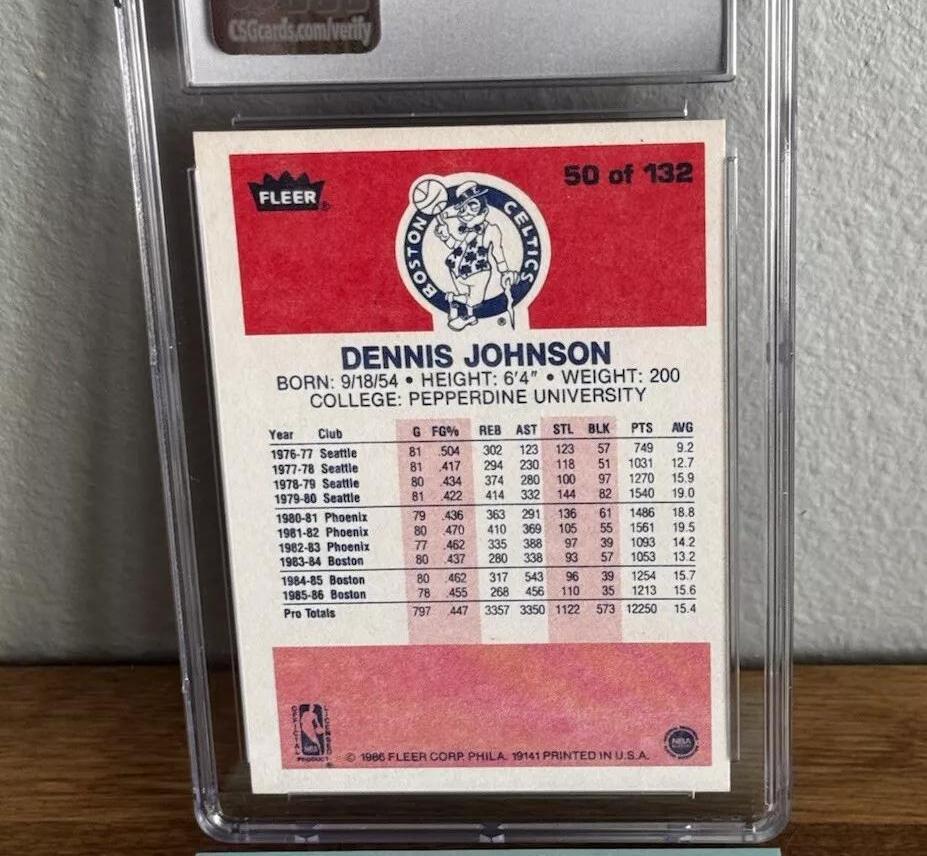 CSGcards.com/verify
FLEER®
50 of 132
BOSTON CELTICS
®
DENNIS JOHNSON
BORN: 9/18/54 • HEIGHT: 6'4" • WEIGHT: 200
COLLEGE: PEPPERDINE UNIVERSITY
Year Club G FG% REB AST STL BLK PTS AVG
1976-77 Seattle 81 .504 302 123 123 57 749 9.2
1977-78 Seattle 81 .417 294 230 118 51 1031 12.7
1978-79 Seattle 80 .434 374 280 100 97 1270 15.9
1979-80 Seattle 81 .422 414 332 144 82 1540 19.0
1980-81 Phoenix 79 .436 363 291 136 61 1486 18.8
1981-82 Phoenix 80 .470 410 369 105 55 1561 19.5
1982-83 Phoenix 77 .462 335 388 97 39 1093 14.2
1983-84 Boston 80 .437 280 338 93 57 1053 13.2
1984-85 Boston 80 .462 317 543 96 39 1254 15.7
1985-86 Boston 78 .455 268 456 110 35 1213 15.6
Pro Totals 797 .447 3357 3350 1122 573 12250 15.4
OFFICIAL LICENSED
NBA
PRODUCT®
© 1986 FLEER CORP. PHILA. 19141 PRINTED IN U.S.A.
NBA